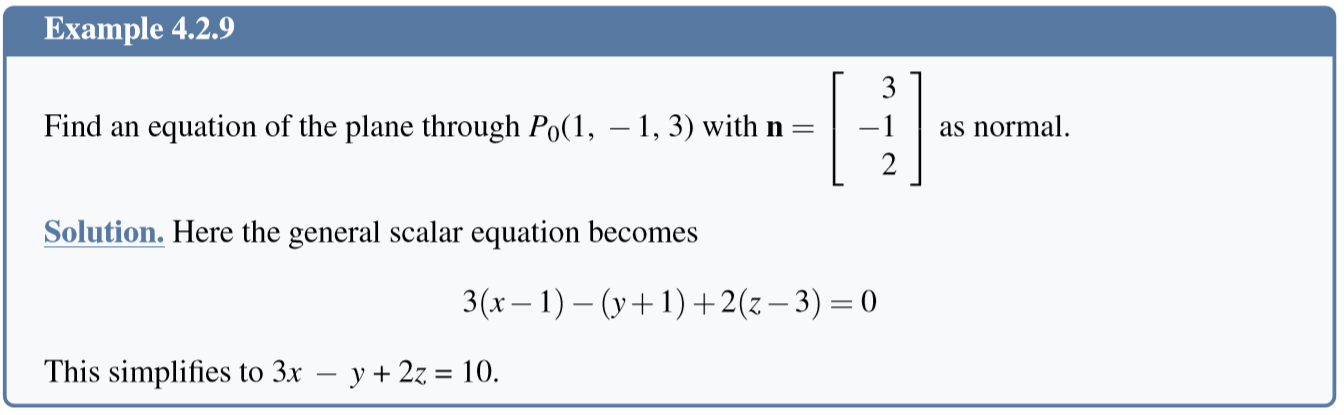 Example 4.2.9
Find an equation of the plane through P₀(1, − 1, 3) with n = [ 3 −1 2 ] as normal.
Solution. Here the general scalar equation becomes
3(x − 1) − (y + 1) + 2(z − 3) = 0
This simplifies to 3x − y + 2z = 10.